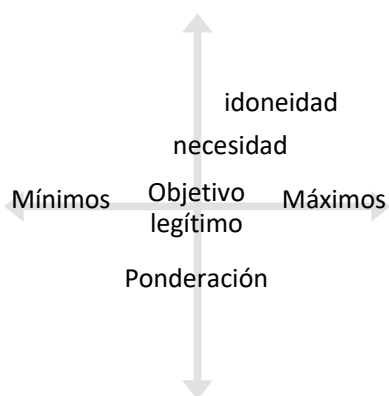 idoneidad
necesidad
Mínimos
Objetivo
legítimo
Máximos
Ponderación